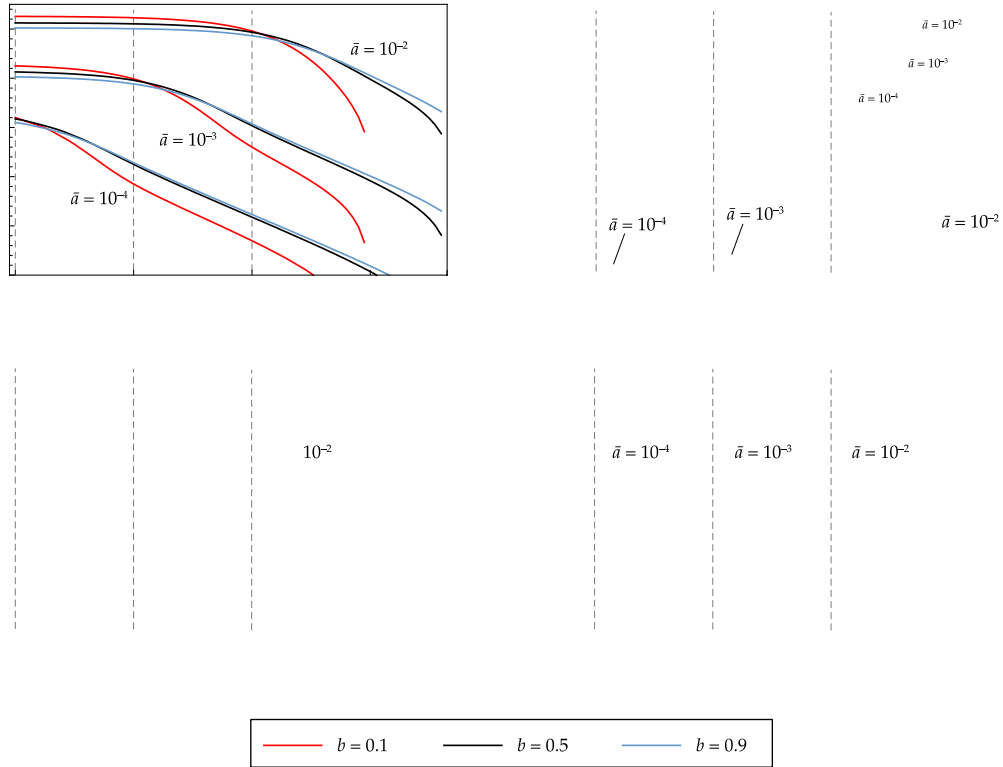 ā = 10⁻²
ā = 10⁻³
ā = 10⁻⁴
ā = 10⁻²
ā = 10⁻³
ā = 10⁻⁴
ā = 10⁻⁴
ā = 10⁻³
ā = 10⁻²
10⁻²
ā = 10⁻⁴
ā = 10⁻³
ā = 10⁻²
b = 0.1
b = 0.5
b = 0.9